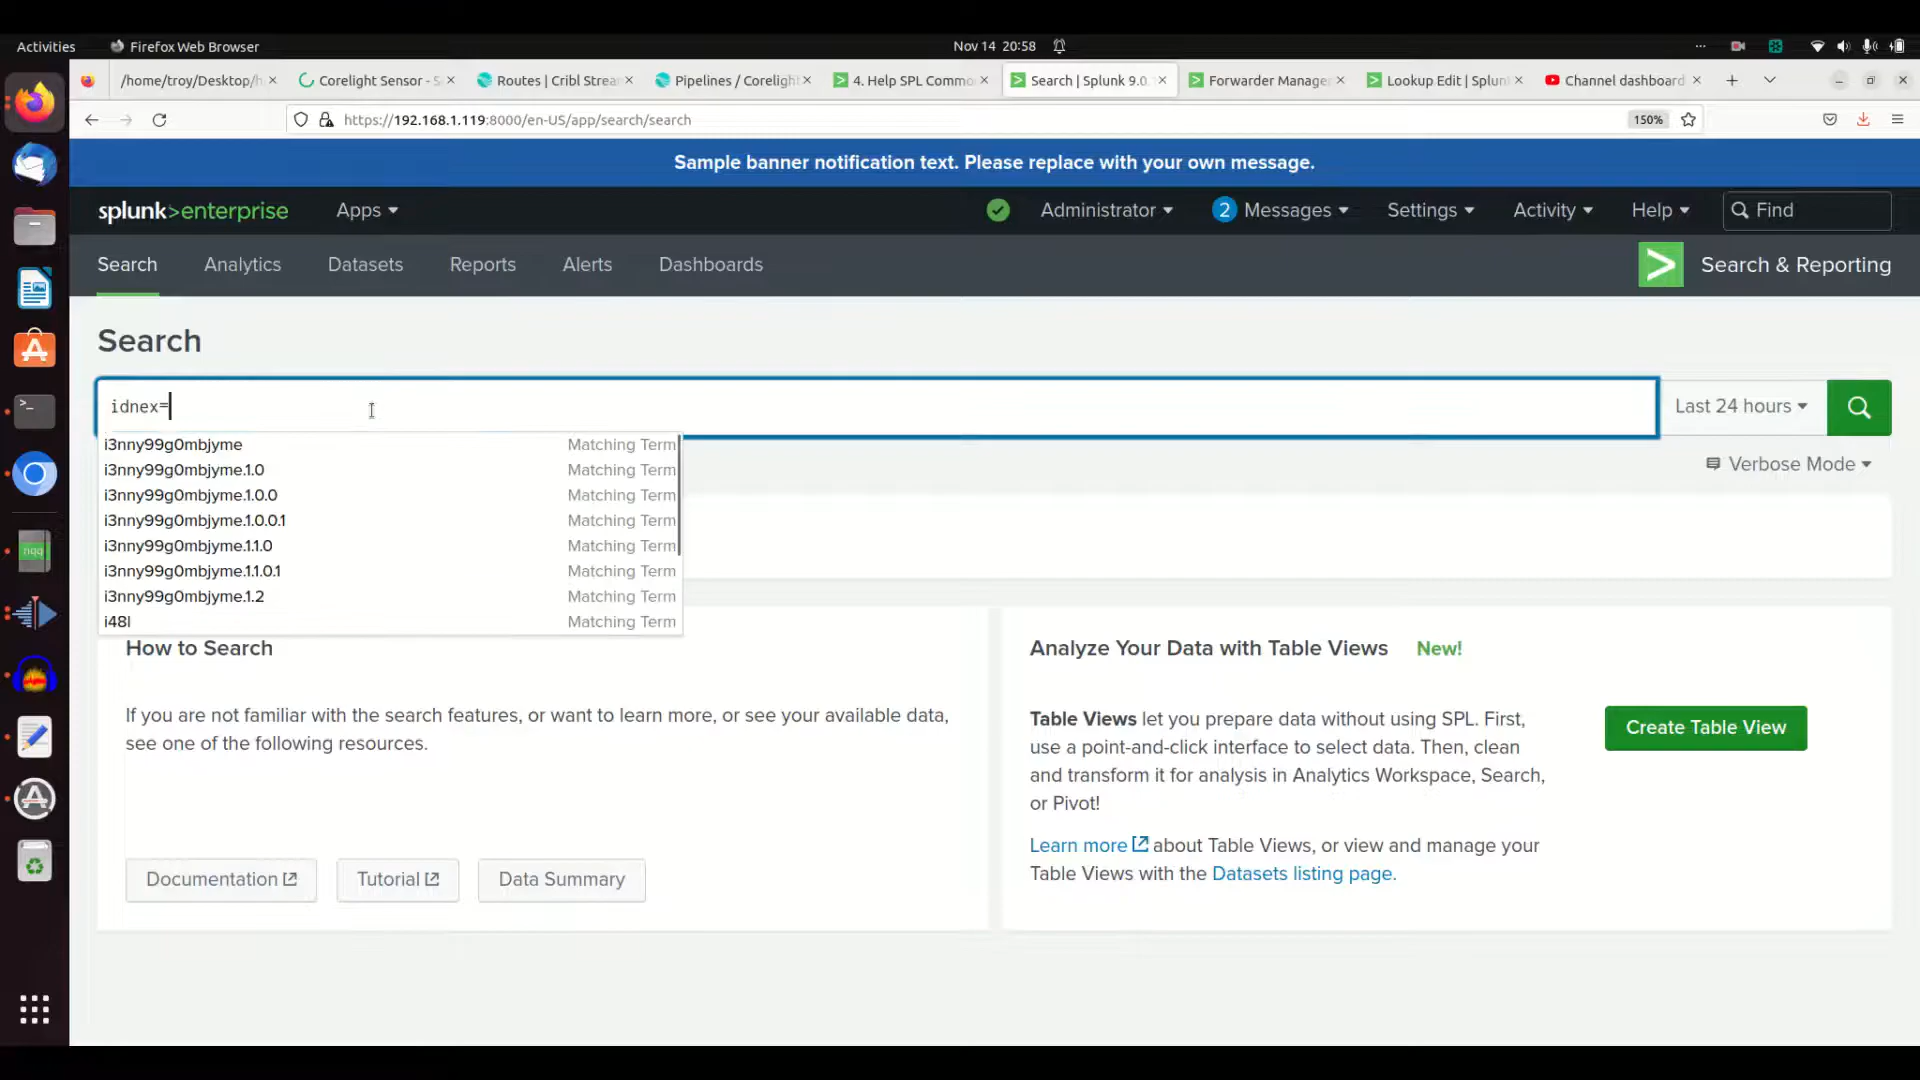 Activities Firefox Web Browser Nov 14 20:58
/home/troy/Desktop/h Corelight Sensor - S Routes | Cribl Strea Pipelines / Corelight 4. Help SPL Commo Search | Splunk 9.0. Forwarder Manage Lookup Edit | Splun Channel dashboard
https://192.168.1.119:8000/en-US/app/search/search 150%
Sample banner notification text. Please replace with your own message.
splunk>enterprise Apps Administrator 2 Messages Settings Activity Help Find
Search Analytics Datasets Reports Alerts Dashboards > Search & Reporting
Search
idnex= Last 24 hours
i3nny99g0mbjyme Matching Term
Verbose Mode
i3nny99g0mbjyme.1.0 Matching Term
i3nny99g0mbjyme.1.0.0 Matching Term
i3nny99g0mbjyme.1.0.0.1 Matching Term
i3nny99g0mbjyme.1.1.0 Matching Term
i3nny99g0mbjyme.1.1.0.1 Matching Term
i3nny99g0mbjyme.1.2 Matching Term
i48l Matching Term
How to Search
If you are not familiar with the search features, or want to learn more, or see your available data,
see one of the following resources.
Documentation Tutorial Data Summary
Analyze Your Data with Table Views New!
Table Views let you prepare data without using SPL. First,
use a point-and-click interface to select data. Then, clean
and transform it for analysis in Analytics Workspace, Search,
or Pivot!
Create Table View
Learn more about Table Views, or view and manage your
Table Views with the Datasets listing page.